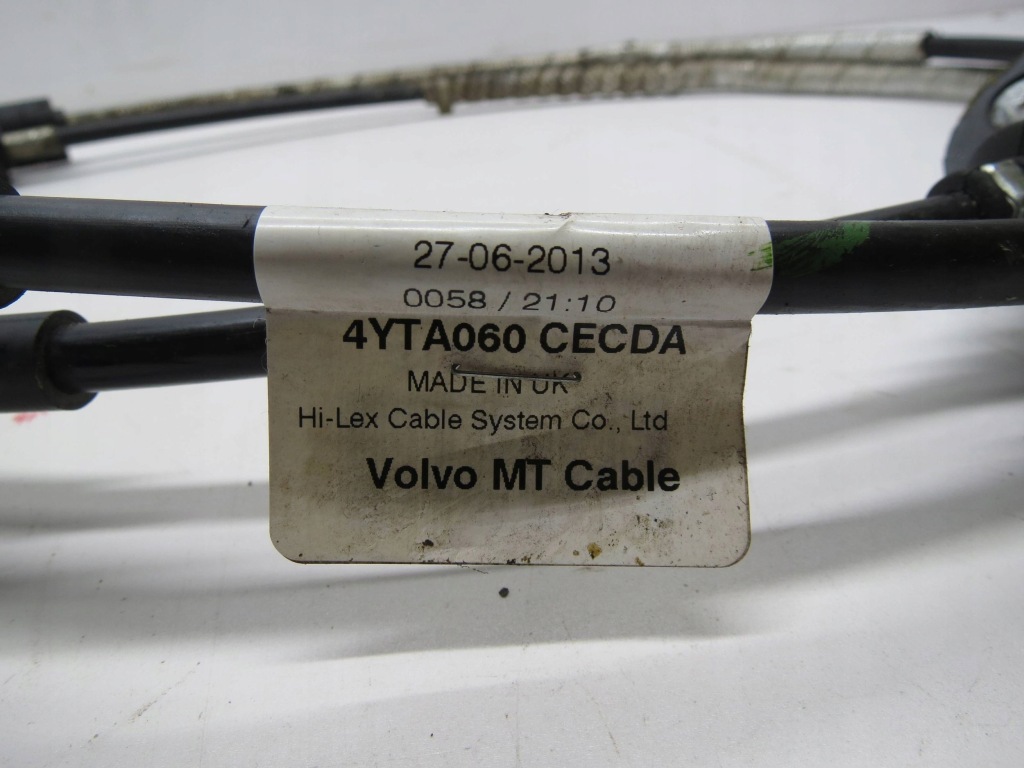 27-06-2013
0058 / 21:10
4YTA060 CECDA
MADE IN UK
Hi-Lex Cable System Co., Ltd
Volvo MT Cable